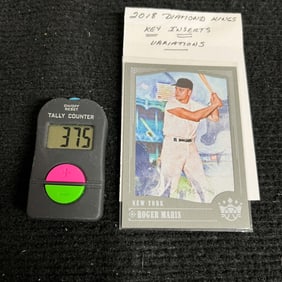 2018 DIAMOND KINGS
KEY INSERTS
VARIATIONS
ON/OFF
RESET
TALLY COUNTER
375
NEW YORK
ROGER MARIS